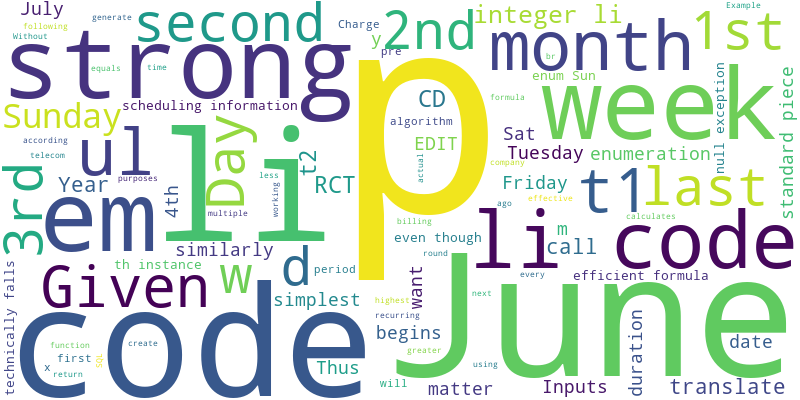 July
following
Without
generate
second
Charge
y
pre
2nd
integer li
Example
1st
strong
equals
time
p
month
br
enum Sun
week
Sunday
scheduling information
CD
algorithm
EDIT
formula
Sat
Tuesday
enumeration
null exception
standard piece
according
telecom
ul
li
Day
t2
actual
company
3rd
Year
purposes
4th
multiple
less
working
RCT
Friday
effective
ago
t1
last
em
billing
even though
round
li
m
call
calculates
code
similarly
th instance
Given
w
d
period
simplest
want
every
efficient formula
technically falls
code
highest
recurring
June
begins
next
duration
date
function
first
x
return
SQL
create
Thus
greater
will
matter
using
Inputs
translate